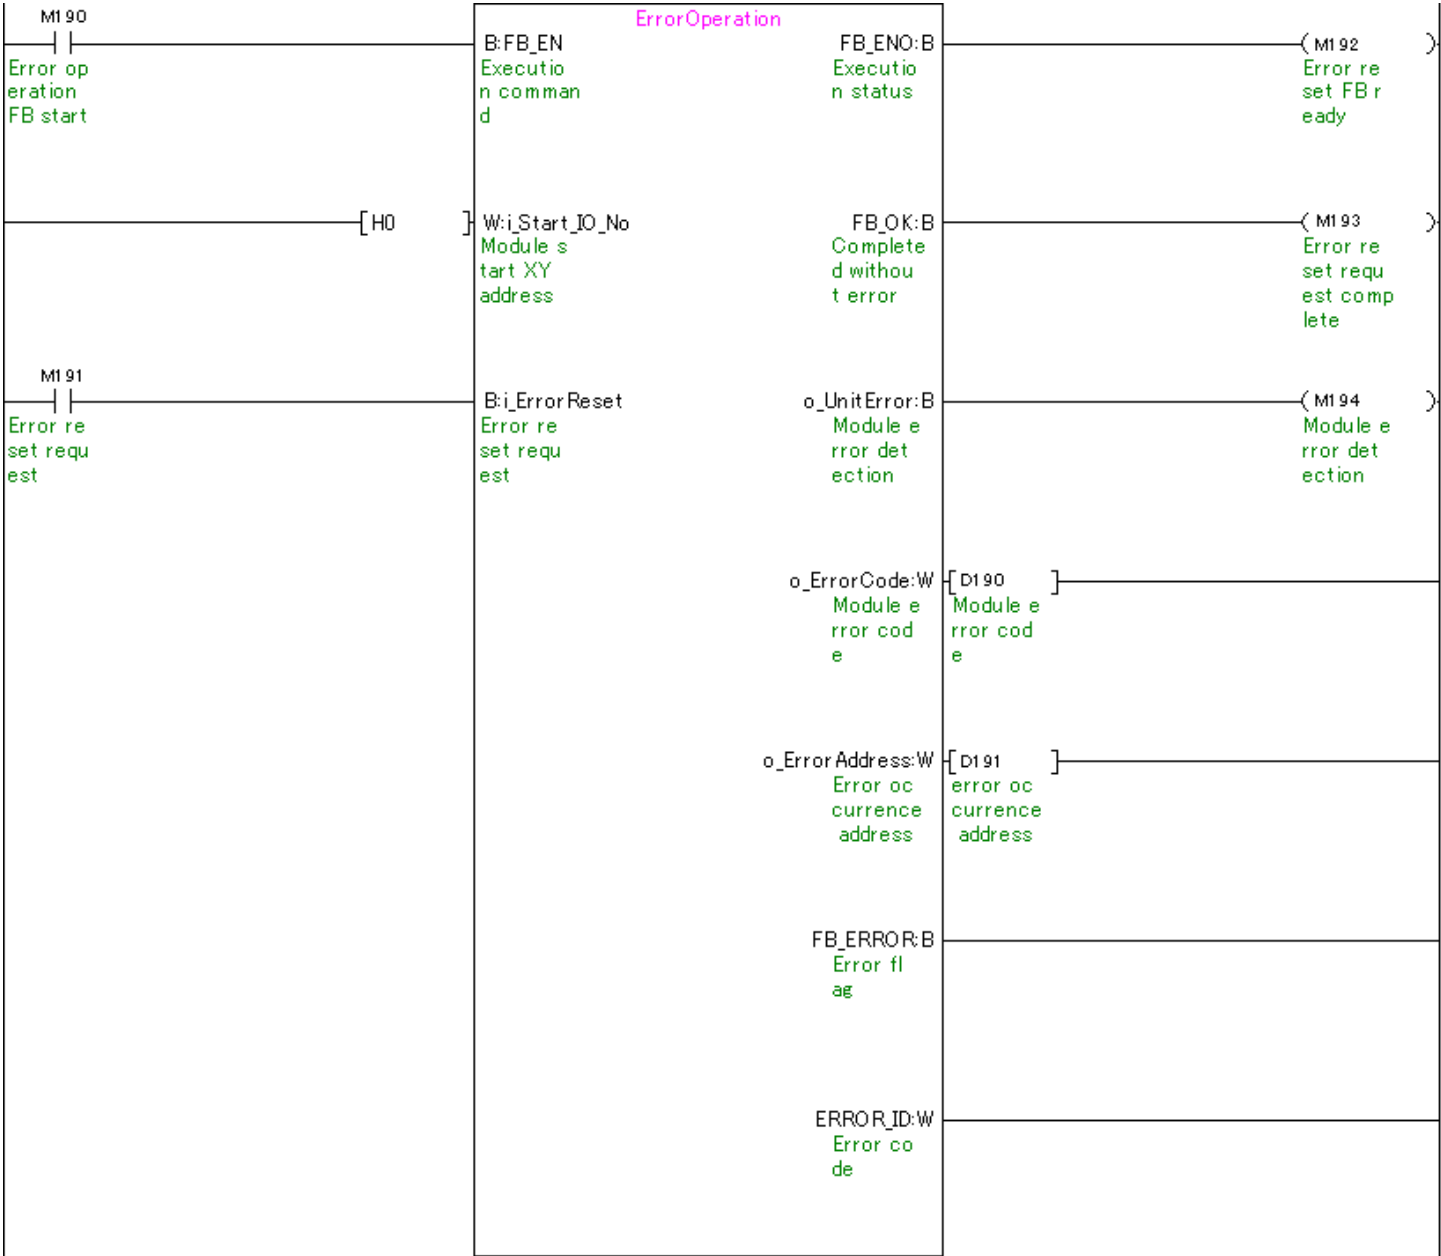 M190
ErrorOperation
B:FB_EN
FB_ENO:B
M192
Error op
eration
FB start
Executio
n comman
d
Executio
n status
Error re
set FB r
eady
H0
W:i_Start_IO_No
FB_OK:B
M193
Module s
tart XY
address
Complete
d withou
t error
Error re
set requ
est comp
lete
M191
B:i_ErrorReset
o_UnitError:B
M194
Error re
set requ
est
Error re
set requ
est
Module e
rror det
ection
Module e
rror det
ection
o_ErrorCode:W
D190
Module e
rror cod
e
Module e
rror cod
e
o_ErrorAddress:W
D191
Error oc
currence
address
error oc
currence
address
FB_ERROR:B
Error fl
ag
ERROR_ID:W
Error co
de